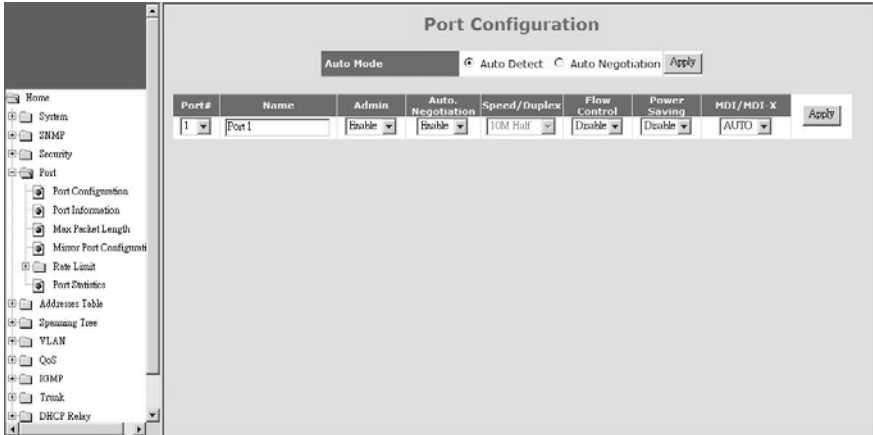 Port Configuration
Auto Mode Auto Detect Auto Negotiation Apply
Home
System
SNMP
Security
Port
Port Configuration
Port Information
Max Packet Length
Mirror Port Configurati
Rate Limit
Port Statistics
Addresses Table
Spanning Tree
VLAN
QoS
IGMP
Trunk
DHCP Relay
Port# Name Admin Auto. Negotiation Speed/Duplex Flow Control Power Saving MDI/MDI-X Apply
1 Port 1 Enable Enable 10M Half Disable Disable AUTO